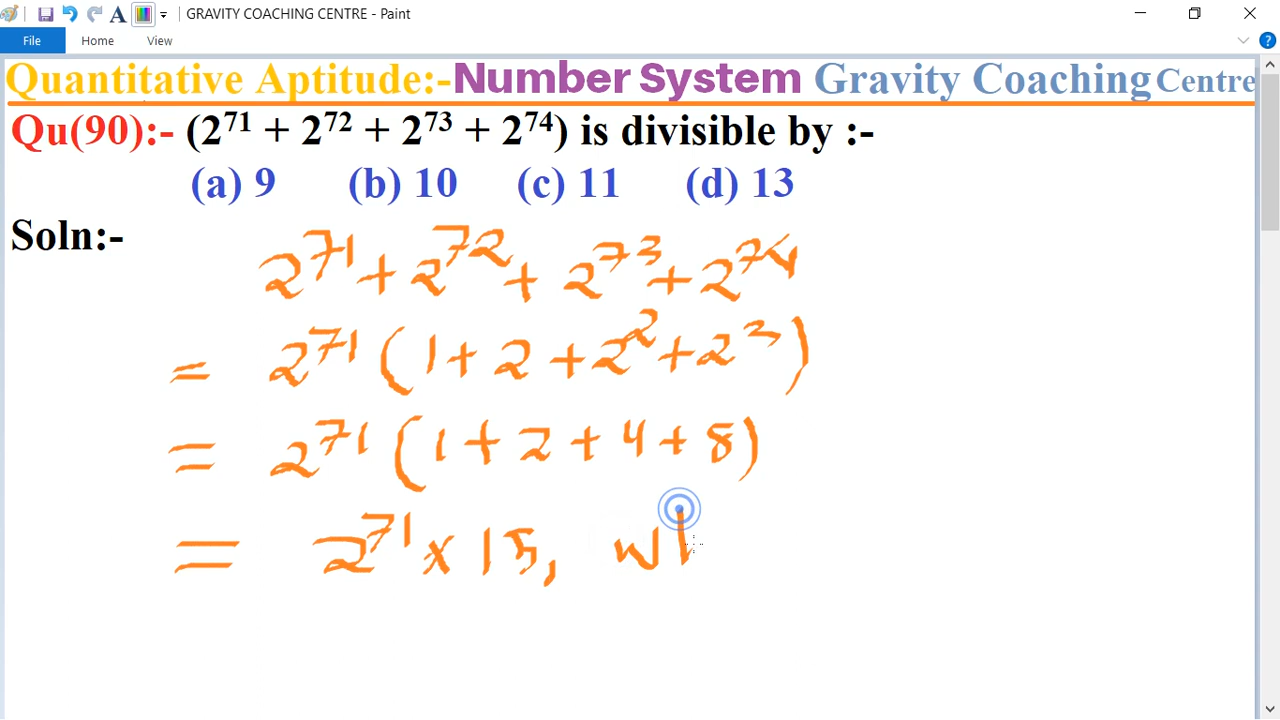 GRAVITY COACHING CENTRE - Paint
File Home View
Quantitative Aptitude:-Number System Gravity Coaching Centre
Qu(90):- (2⁷¹ + 2⁷² + 2⁷³ + 2⁷⁴) is divisible by :-
(a) 9 (b) 10 (c) 11 (d) 13
Soln:-
2⁷¹ + 2⁷² + 2⁷³ + 2⁷⁴
= 2⁷¹ (1 + 2 + 2² + 2³)
= 2⁷¹ (1 + 2 + 4 + 8)
= 2⁷¹ × 15,